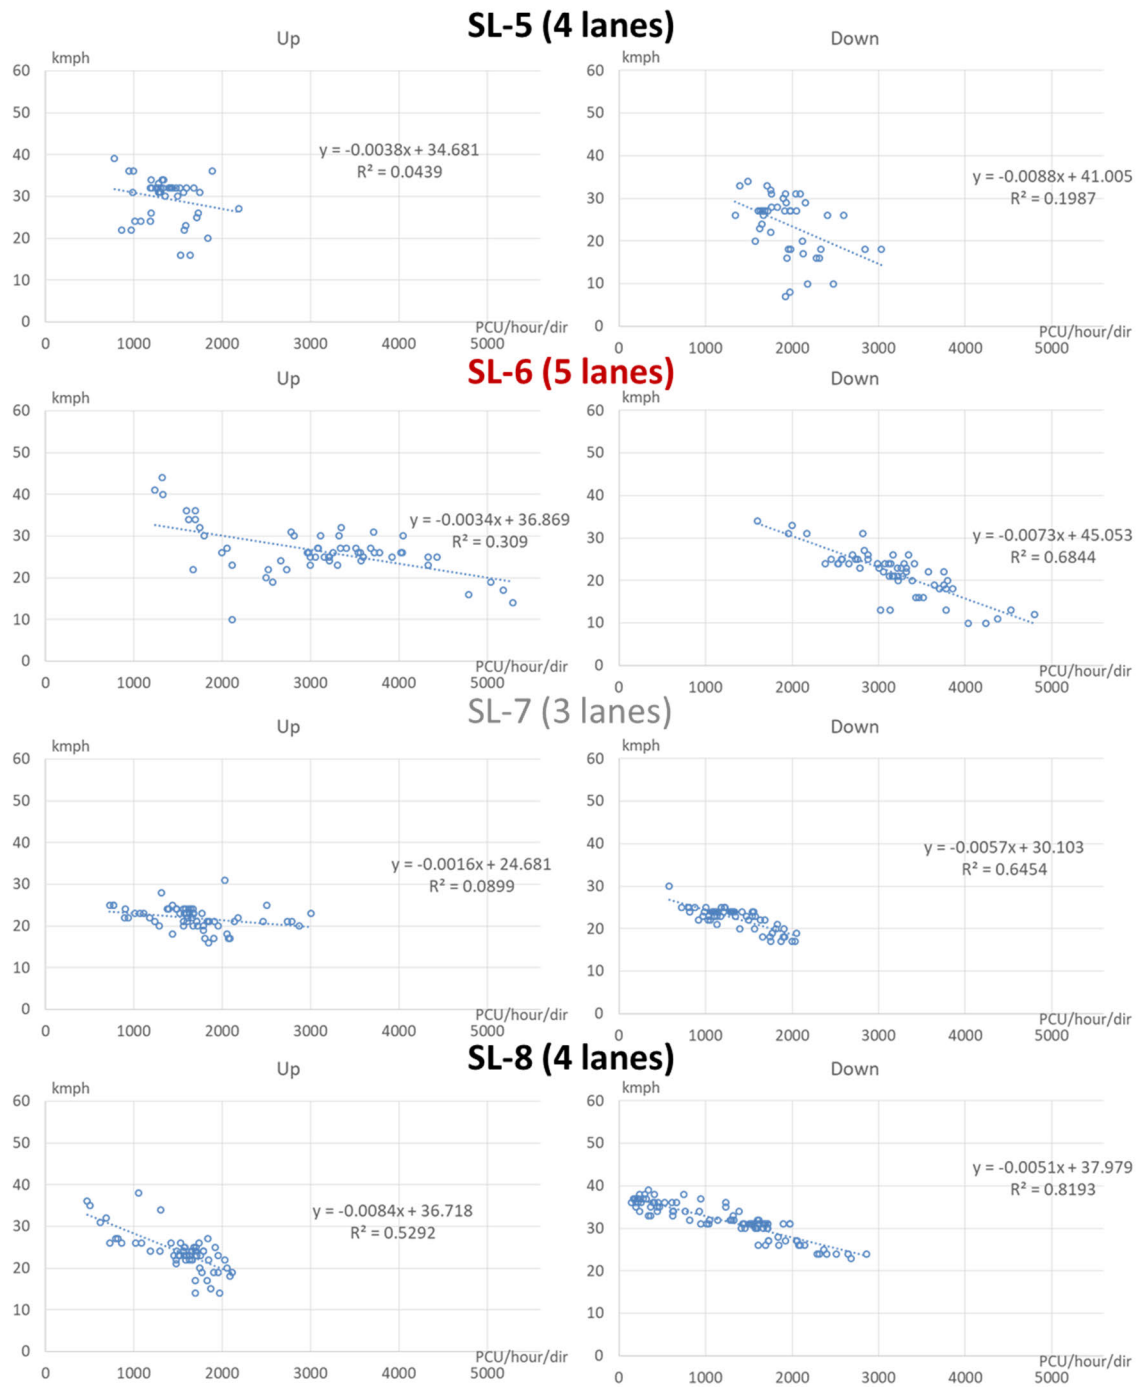 SL-5 (4 lanes)
Up
Down
kmph
kmph
60
50
40
30
20
10
0
y = -0.0038x + 34.681
R² = 0.0439
PCU/hour/dir
0 1000 2000 3000 4000 5000
60
50
40
30
20
10
0
y = -0.0088x + 41.005
R² = 0.1987
PCU/hour/dir
0 1000 2000 3000 4000 5000
SL-6 (5 lanes)
Up
Down
kmph
kmph
60
50
40
30
20
10
0
y = -0.0034x + 36.869
R² = 0.309
PCU/hour/dir
0 1000 2000 3000 4000 5000
60
50
40
30
20
10
0
y = -0.0073x + 45.053
R² = 0.6844
PCU/hour/dir
0 1000 2000 3000 4000 5000
SL-7 (3 lanes)
Up
Down
kmph
kmph
60
50
40
30
20
10
0
y = -0.0016x + 24.681
R² = 0.0899
PCU/hour/dir
0 1000 2000 3000 4000 5000
60
50
40
30
20
10
0
y = -0.0057x + 30.103
R² = 0.6454
PCU/hour/dir
0 1000 2000 3000 4000 5000
SL-8 (4 lanes)
Up
Down
kmph
kmph
60
50
40
30
20
10
0
y = -0.0084x + 36.718
R² = 0.5292
PCU/hour/dir
0 1000 2000 3000 4000 5000
60
50
40
30
20
10
0
y = -0.0051x + 37.979
R² = 0.8193
PCU/hour/dir
0 1000 2000 3000 4000 5000